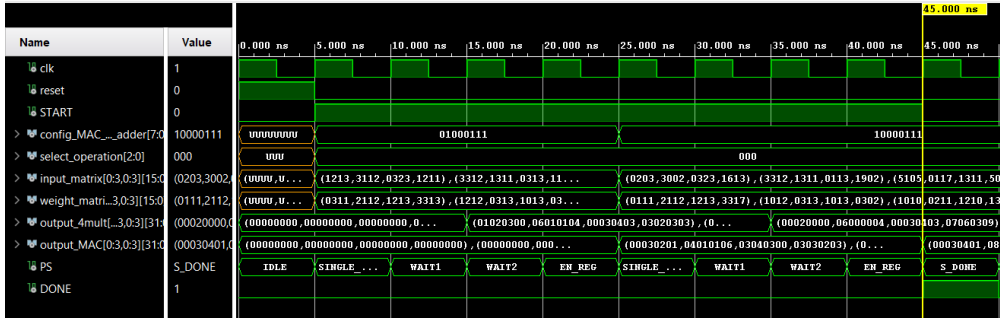 45.000 ns
Name Value 0.000 ns 5.000 ns 10.000 ns 15.000 ns 20.000 ns 25.000 ns 30.000 ns 35.000 ns 40.000 ns 45.000 ns
clk 1
reset 0
START 0
config_MAC_..._adder[7:0 10000111 UUUUUUUU 01000111 10000111
select_operation[2:0] 000 UUU 000
input_matrix[0:3,0:3][15:0 (0203,3002,0 (UUUU,U... (1213,3112,0323,1211),(3312,1311,0313,11... (0203,3002,0323,1613),(3312,1311,0113,1902),(5105,0117,1311,50
weight_matri...3,0:3][15:0 (0111,2112, (UUUU,U... (0311,2112,1213,3313),(1212,0313,1013,03... (0111,2112,1213,3317),(1012,0313,1013,0302),(1010,0211,1210,13
output_4mult[...3,0:3][31:0 (00020000,0 (00000000,00000000,00000000,0... (01020300,06010104,00030403,03020303),(0... (00020000,06000004,00030103,07060309)
output_MAC[0:3,0:3][31:0 (00030401,0 (00000000,00000000,00000000,00000000),(00000000,000... (00030201,04010106,03040300,03030203),(0... (00030401,08
PS S_DONE IDLE SINGLE_... WAIT1 WAIT2 EN_REG SINGLE_... WAIT1 WAIT2 EN_REG S_DONE
DONE 1